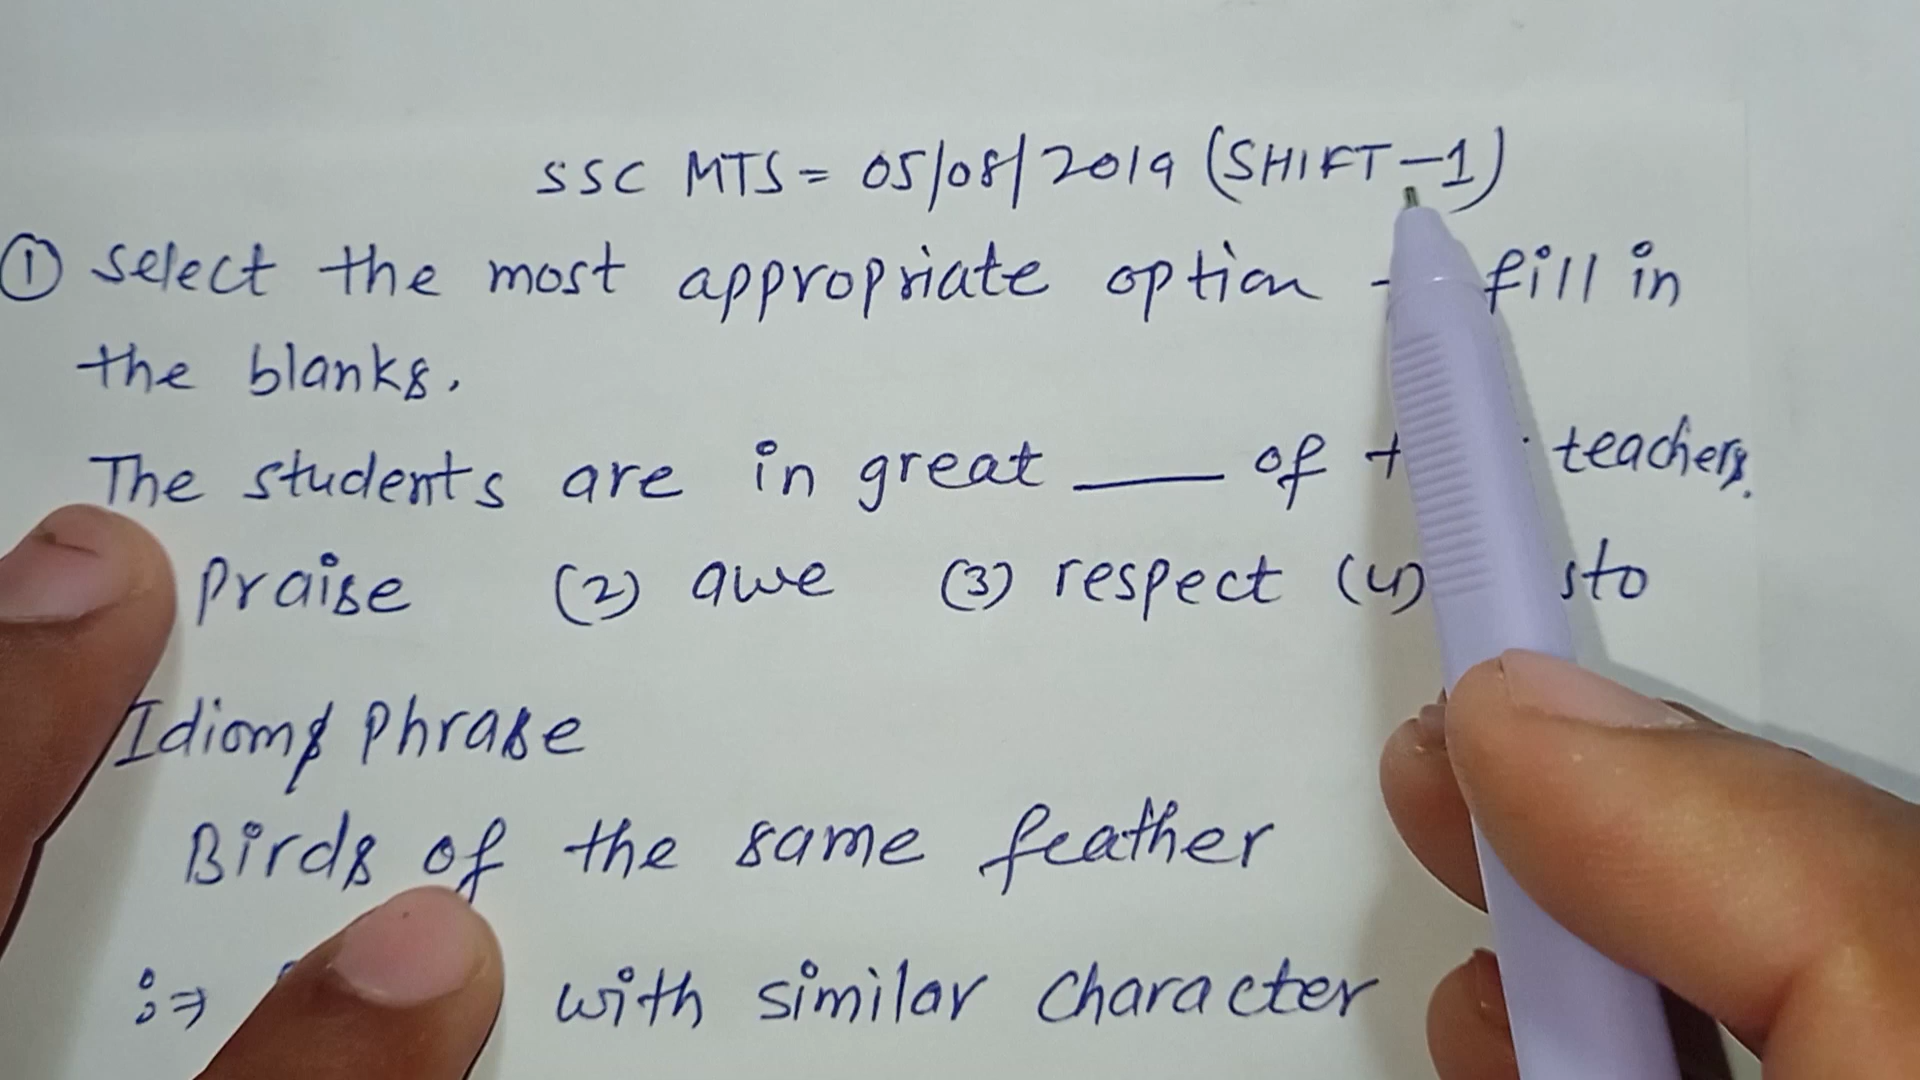 SSC MTS = 05/08/2019 (SHIFT-1)
① select the most appropriate option fill in
the blanks.
The students are in great ___ of teachers.
praise (2) awe (3) respect (4)
Idioms Phrase
Birds of the same feather
:→ with similar character